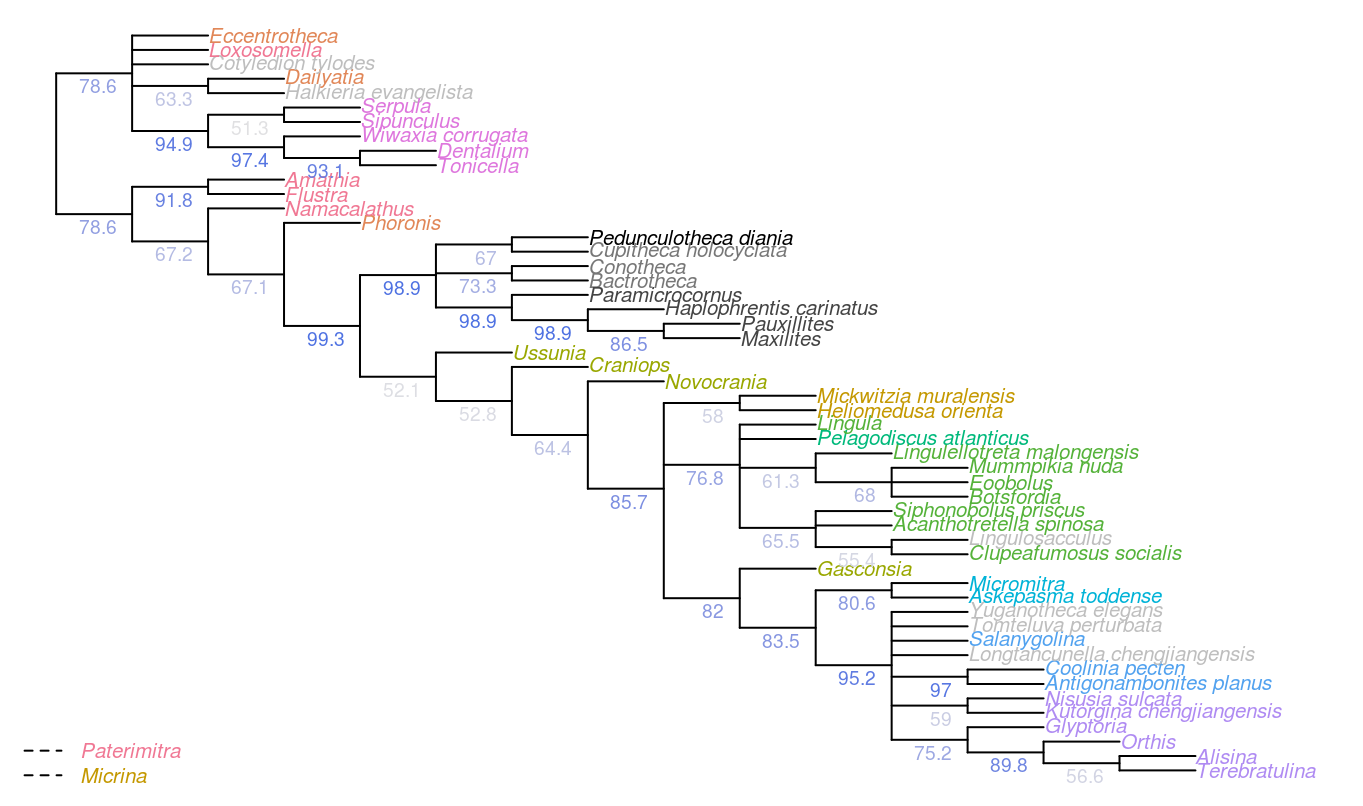 Eccentrotheca
Loxosomella
Cotyledion tylodes
78.6
Dailyatia
63.3
Halkieria evangelista
Serpula
51.3
Sipunculus
94.9
Wiwaxia corrugata
97.4
Dentalium
93.1
Tonicella
Amathia
91.8
Flustra
78.6
Namacalathus
67.2
Phoronis
67.1
Pedunculotheca diania
67
Cupitheca holocyclata
98.9
Conotheca
73.3
Bactrotheca
99.3
Paramicrocornus
98.9
Haplophrentis carinatus
98.9
Pauxillites
86.5
Maxilites
52.1
Ussunia
52.8
Craniops
64.4
Novocrania
85.7
Mickwitzia muralensis
58
Heliomedusa orienta
Lingula
76.8
Pelagodiscus atlanticus
61.3
Lingulellotreta malongensis
Mummpikia nuda
68
Eoobolus
Botsfordia
65.5
Siphonobolus priscus
Acanthotretella spinosa
55.4
Lingulosacculus
Clupeafumosus socialis
82
Gasconsia
83.5
Micromitra
80.6
Askepasma toddense
95.2
Yuganotheca elegans
Tomteluva perturbata
Salanygolina
Longtancunella chengjiangensis
Coolinia pecten
97
Antigonambonites planus
Nisusia sulcata
59
Kutorgina chengjiangensis
75.2
Glyptoria
89.8
Orthis
56.6
Alisina
Terebratulina
Paterimitra
Micrina